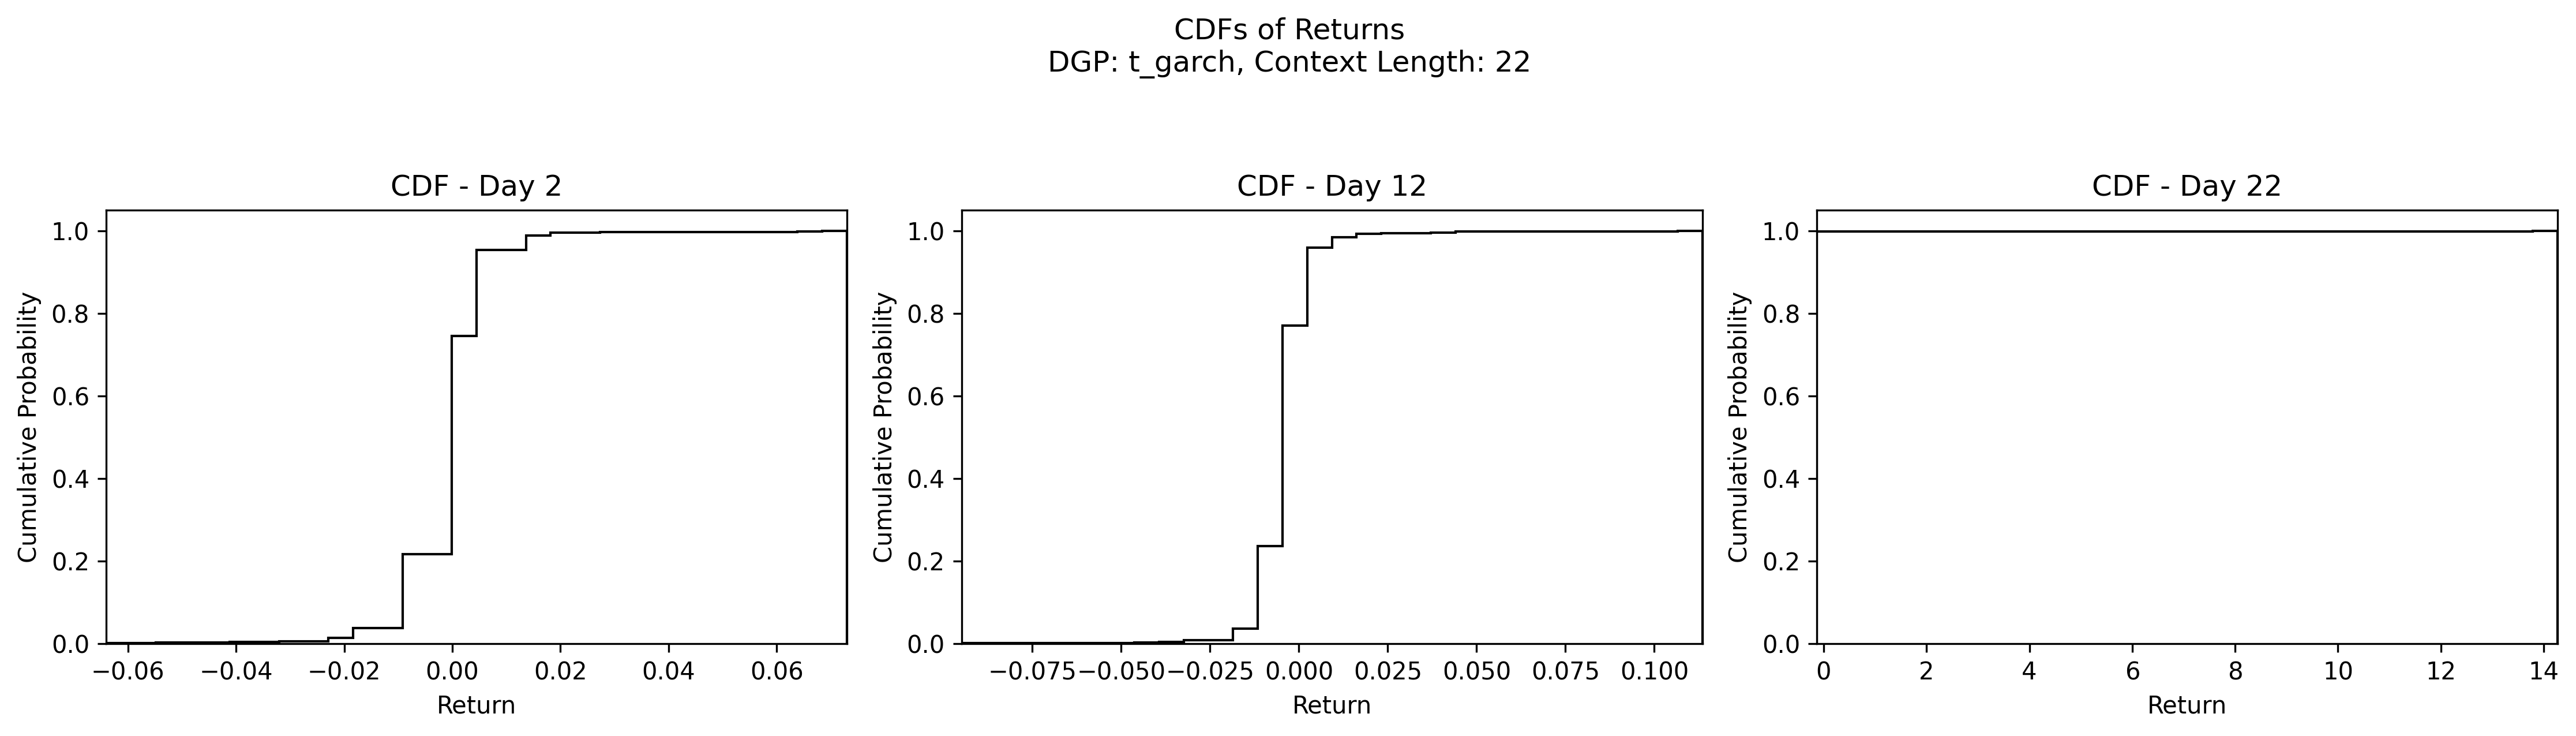 CDFs of Returns
DGP: t_garch, Context Length: 22
CDF - Day 2
1.0
0.8
0.6
0.4
0.2
0.0
Cumulative Probability
−0.06 −0.04 −0.02 0.00 0.02 0.04 0.06
Return
CDF - Day 12
1.0
0.8
0.6
0.4
0.2
0.0
Cumulative Probability
−0.075 −0.050 −0.025 0.000 0.025 0.050 0.075 0.100
Return
CDF - Day 22
1.0
0.8
0.6
0.4
0.2
0.0
Cumulative Probability
0 2 4 6 8 10 12 14
Return